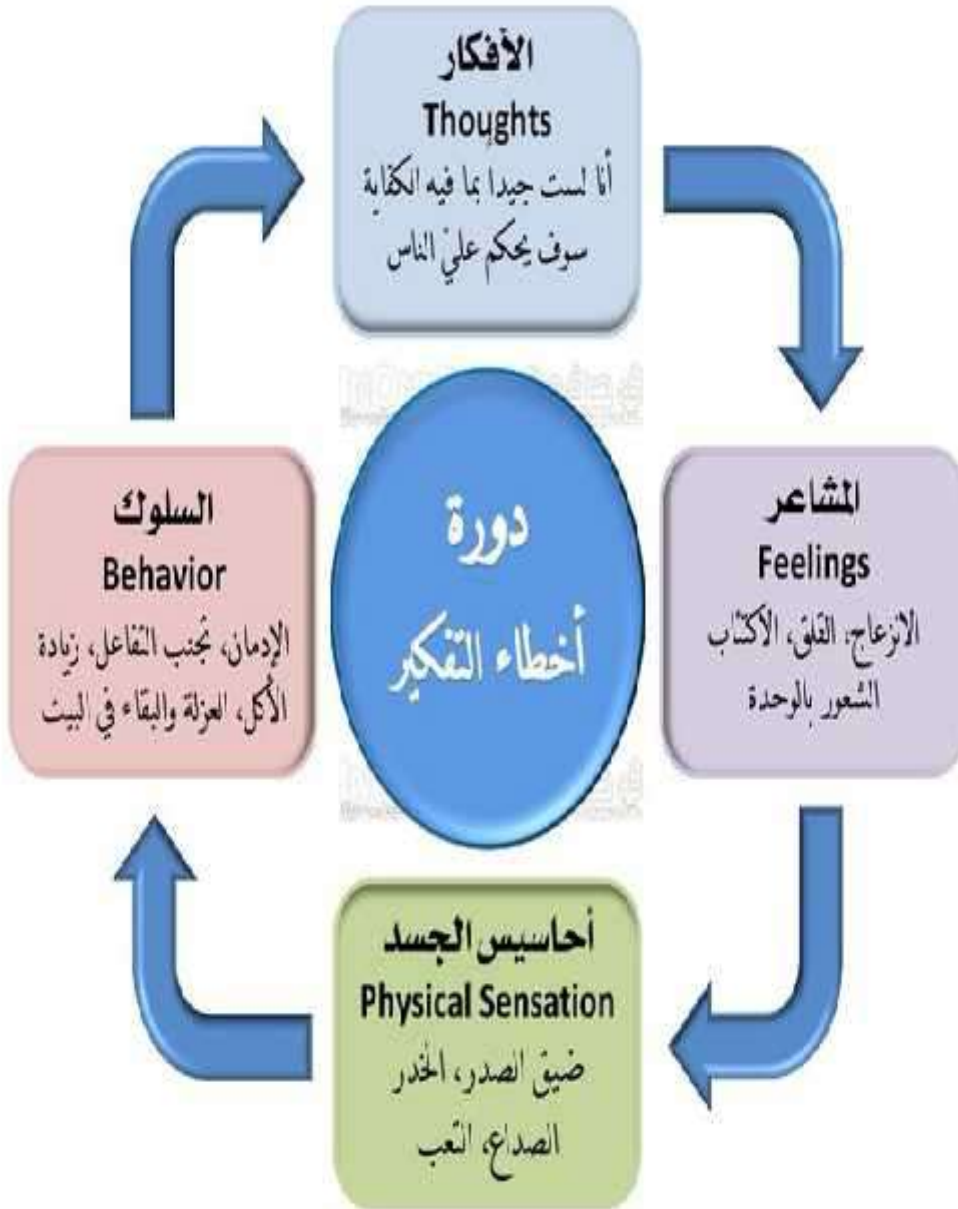 الأفكار
Thoughts
أنا لست جيدا بما فيه الكفاية
سوف يحكم عليّ الناس
المشاعر
Feelings
الانزعاج، القلق، الاكتئاب
الشعور بالوحدة
أحاسيس الجسد
Physical Sensation
ضيق الصدر، الخدر
الصداع، التعب
السلوك
Behavior
الإدمان، تجنب التفاعل، زيادة
الأكل، العزلة والبقاء في البيت
دورة
أخطاء التفكير